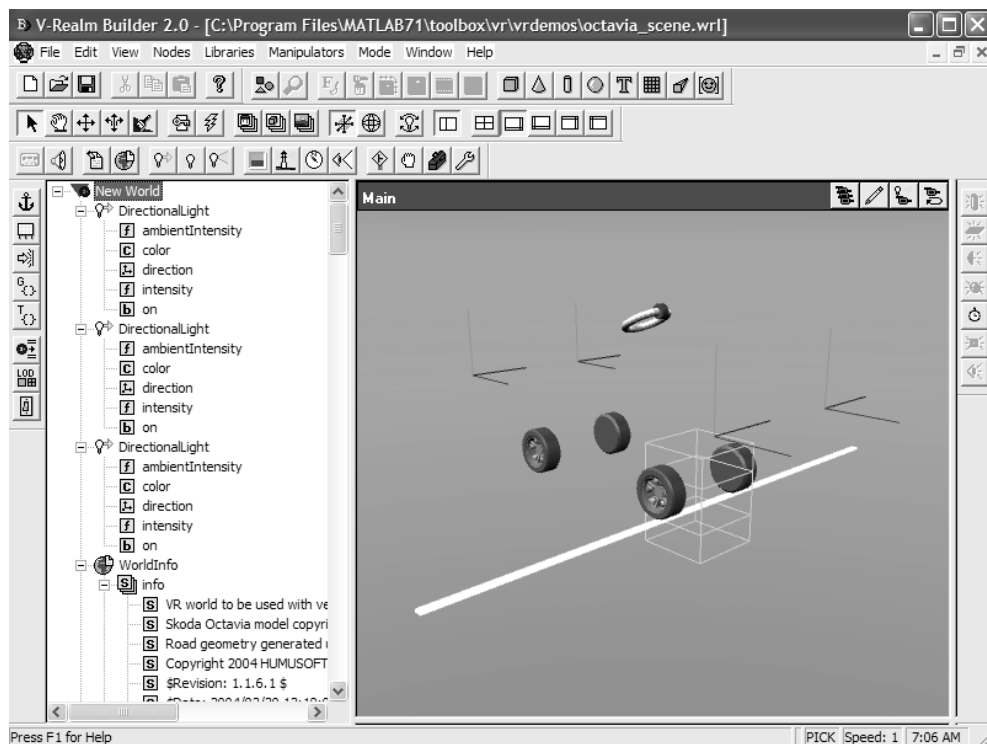 V-Realm Builder 2.0 - [C:\Program Files\MATLAB71\toolbox\vr\vrdemos\octavia_scene.wrl]
File Edit View Nodes Libraries Manipulators Mode Window Help
New World
DirectionalLight
f ambientIntensity
C color
direction
f intensity
b on
DirectionalLight
f ambientIntensity
C color
direction
f intensity
b on
DirectionalLight
f ambientIntensity
C color
direction
f intensity
b on
WorldInfo
S info
S VR world to be used with ve
S Skoda Octavia model copyri
S Road geometry generated
S Copyright 2004 HUMUSOFT
S $Revision: 1.1.6.1 $
Main
G
T
LOD
Press F1 for Help
PICK Speed: 1 7:06 AM